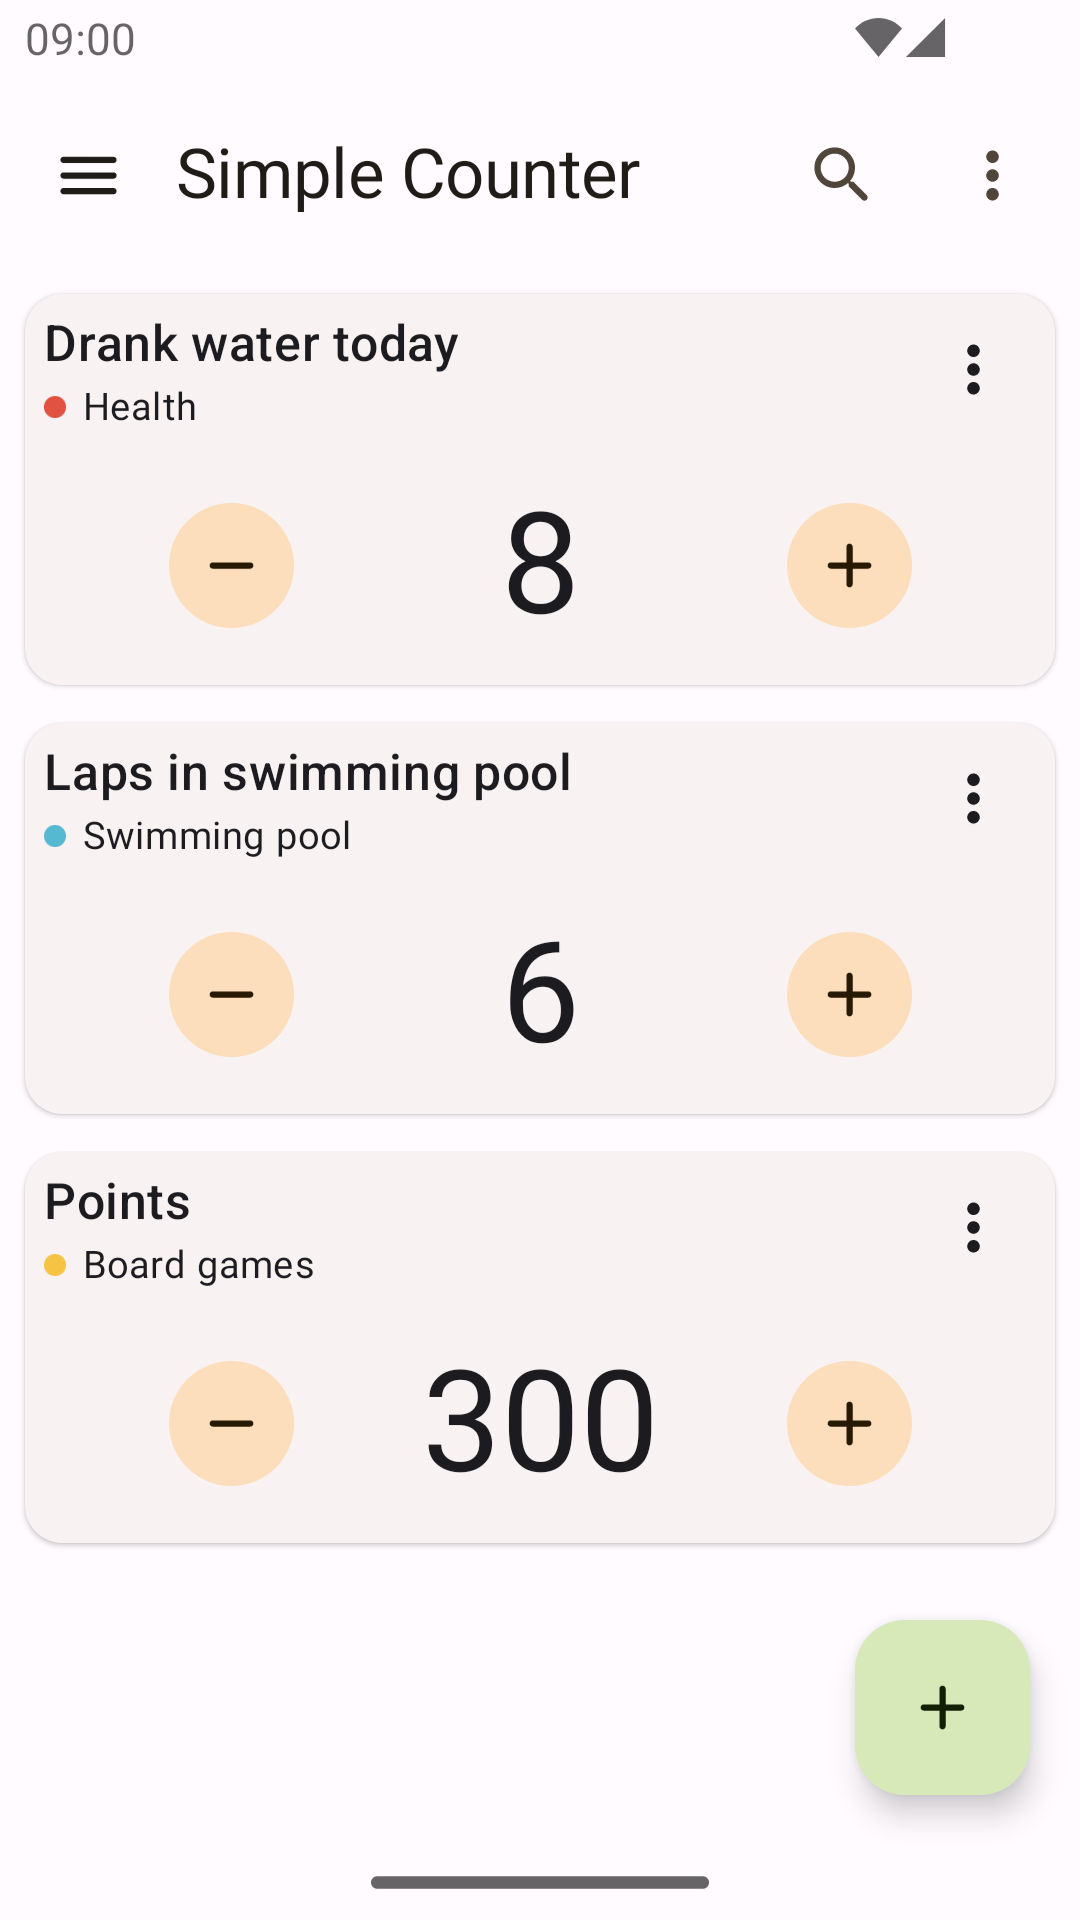 09:00
Simple Counter
Drank water today
Health
8
Laps in swimming pool
Swimming pool
6
Points
Board games
300